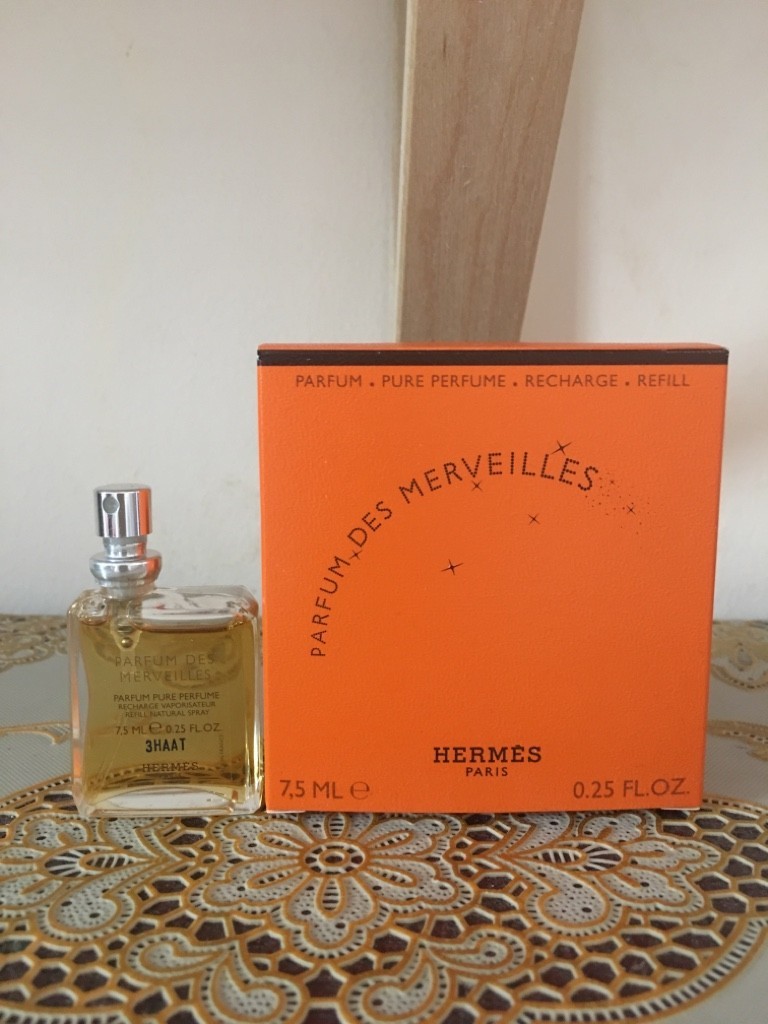 PARFUM . PURE PERFUME . RECHARGE . REFILL
PARFUM DES MERVEILLES
HERMÈS
PARIS
7,5 ML ℮
0.25 FL.OZ.
PARFUM DES
MERVEILLES
PARFUM PURE PERFUME
RECHARGE VAPORISATEUR
REFILL NATURAL SPRAY
7,5 ML ℮ 0.25 FL.OZ.
3HAAT
HERMÈS